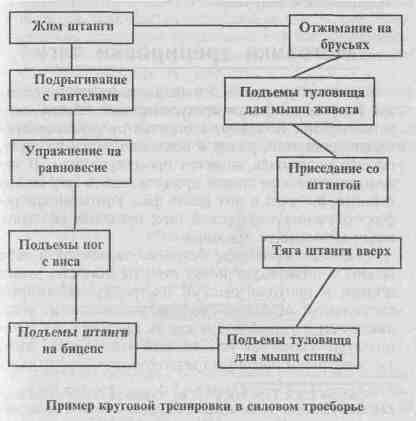 Жим штанги
Отжимание на
брусьях
Подрыгивание
с гантелями
Подъемы туловища
для мышц живота
Упражнение на
равновесие
Приседание со
штангой
Подъемы ног
с виса
Тяга штанги вверх
Подъемы штанги
на бицепс
Подъемы туловища
для мышц спины
Пример круговой тренировки в силовом троеборье